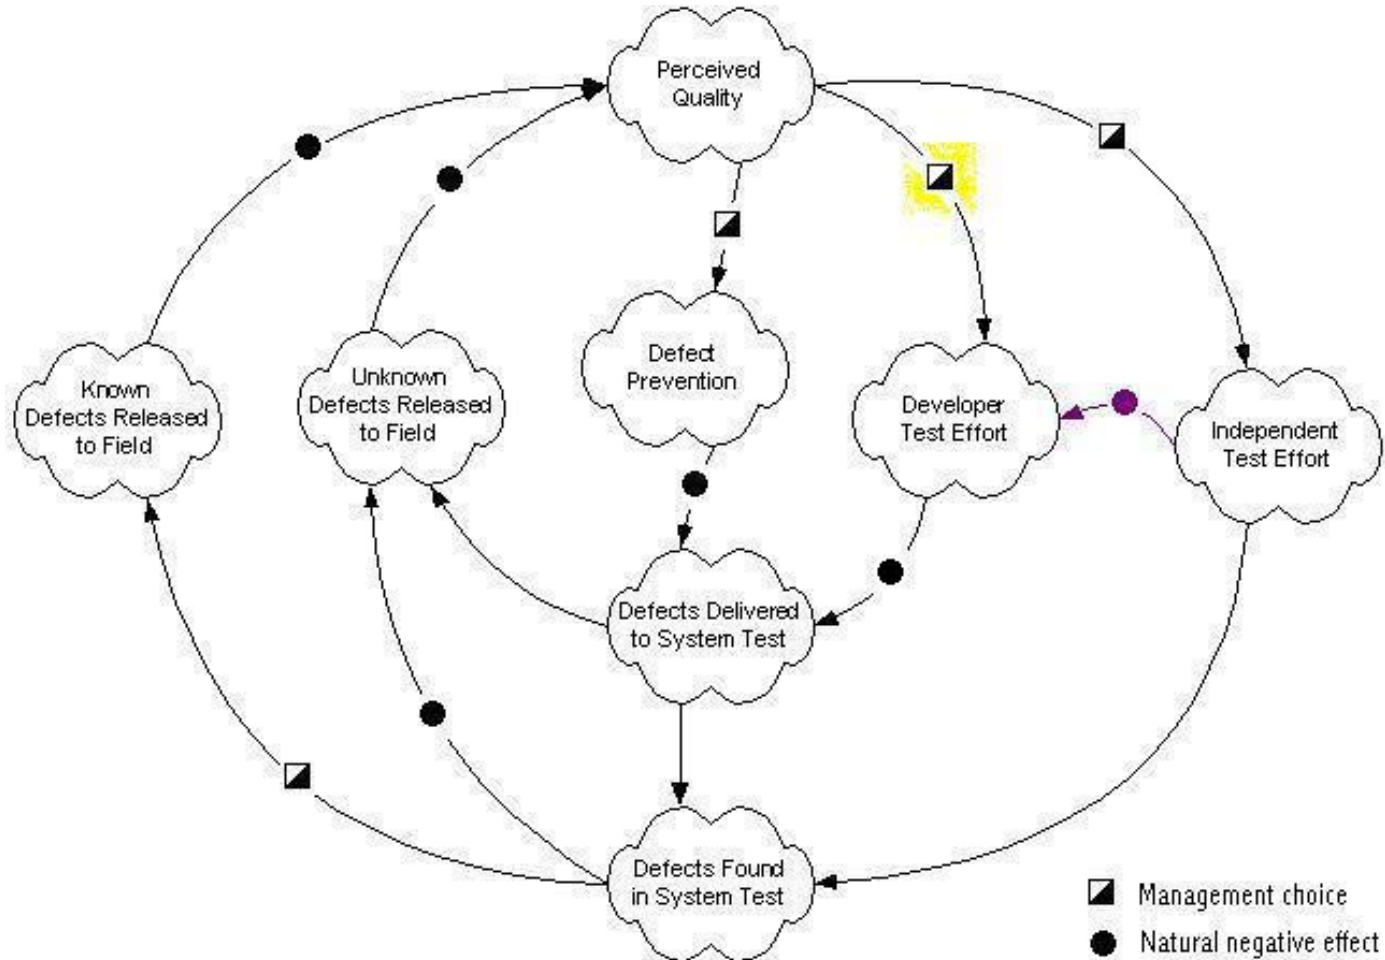 Perceived
Quality
Defect
Prevention
Known
Defects Released
to Field
Unknown
Defects Released
to Field
Developer
Test Effort
Independent
Test Effort
Defects Delivered
to System Test
Defects Found
in System Test
Management choice
Natural negative effect